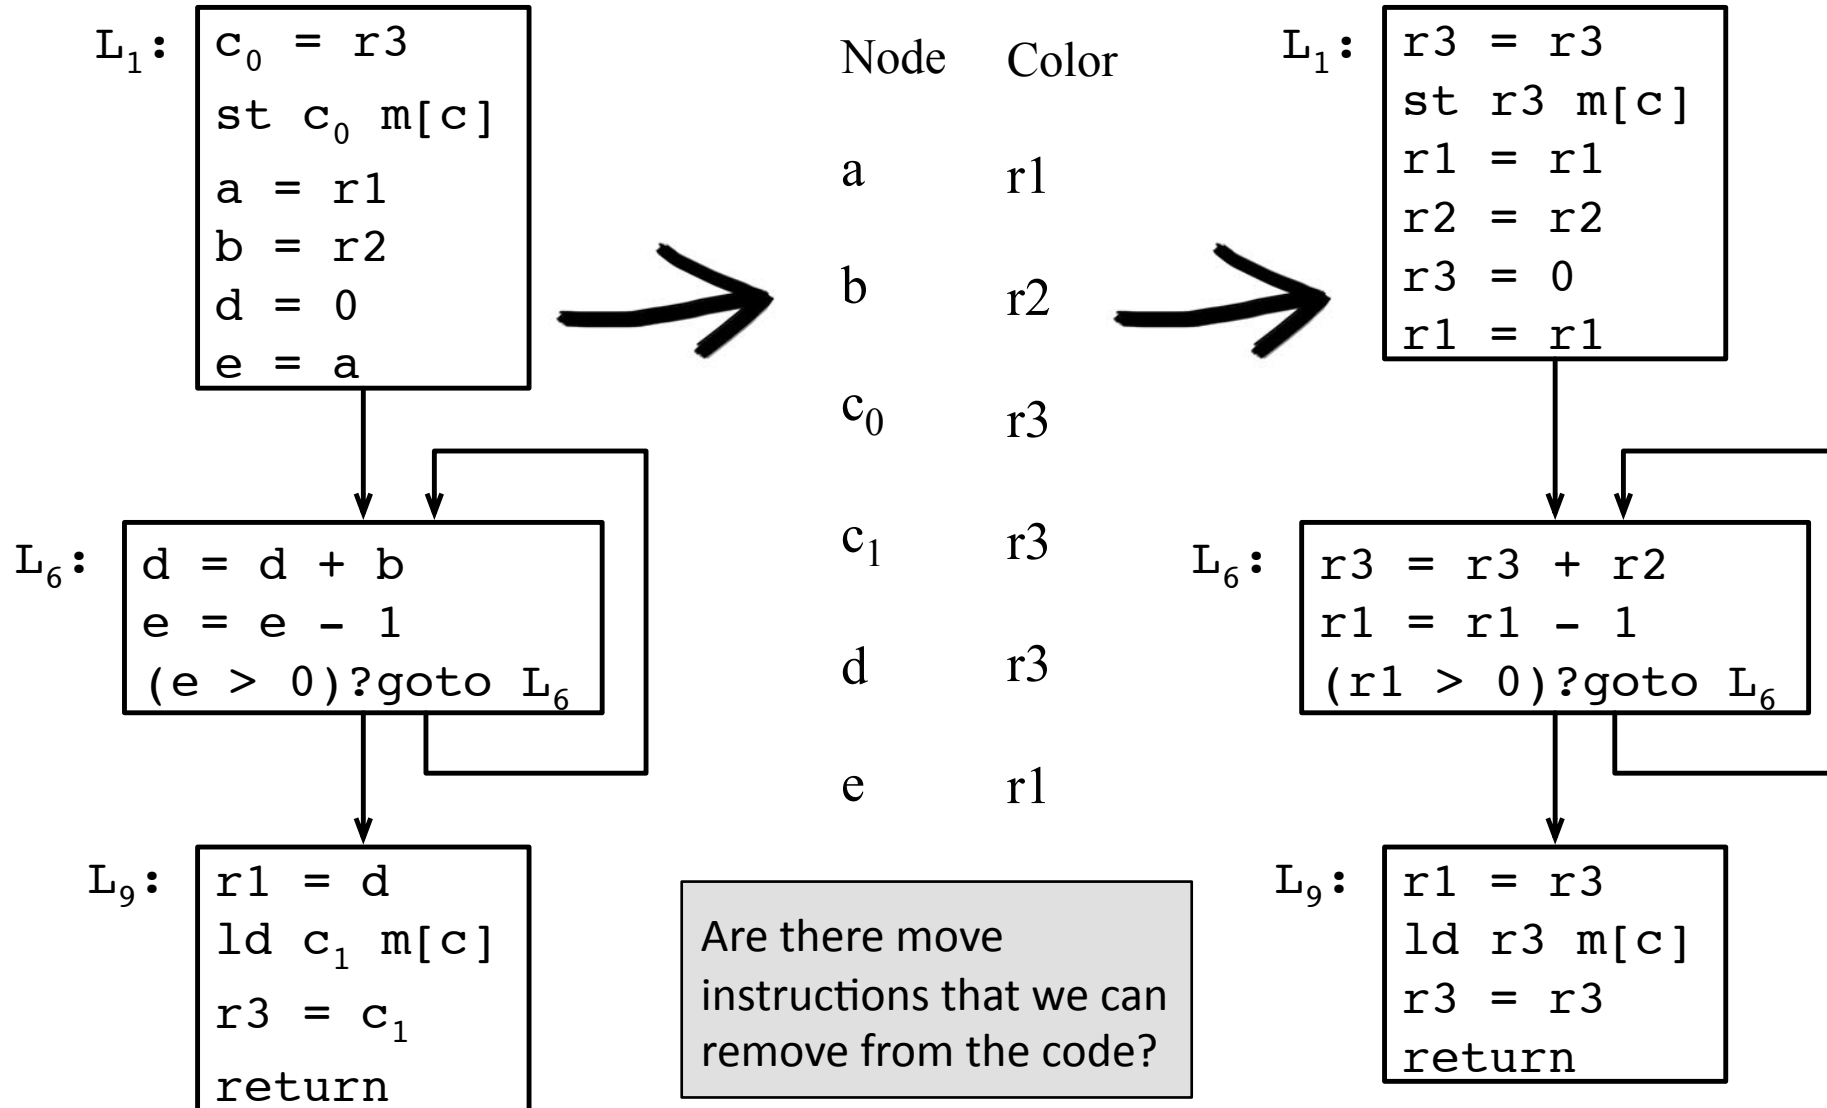 L₁: c₀ = r3
st c₀ m[c]
a = r1
b = r2
d = 0
e = a
L₆: d = d + b
e = e - 1
(e > 0)?goto L₆
L₉: r1 = d
ld c₁ m[c]
r3 = c₁
return
Node Color
a r1
b r2
c₀ r3
c₁ r3
d r3
e r1
Are there move
instructions that we can
remove from the code?
L₁: r3 = r3
st r3 m[c]
r1 = r1
r2 = r2
r3 = 0
r1 = r1
L₆: r3 = r3 + r2
r1 = r1 - 1
(r1 > 0)?goto L₆
L₉: r1 = r3
ld r3 m[c]
r3 = r3
return